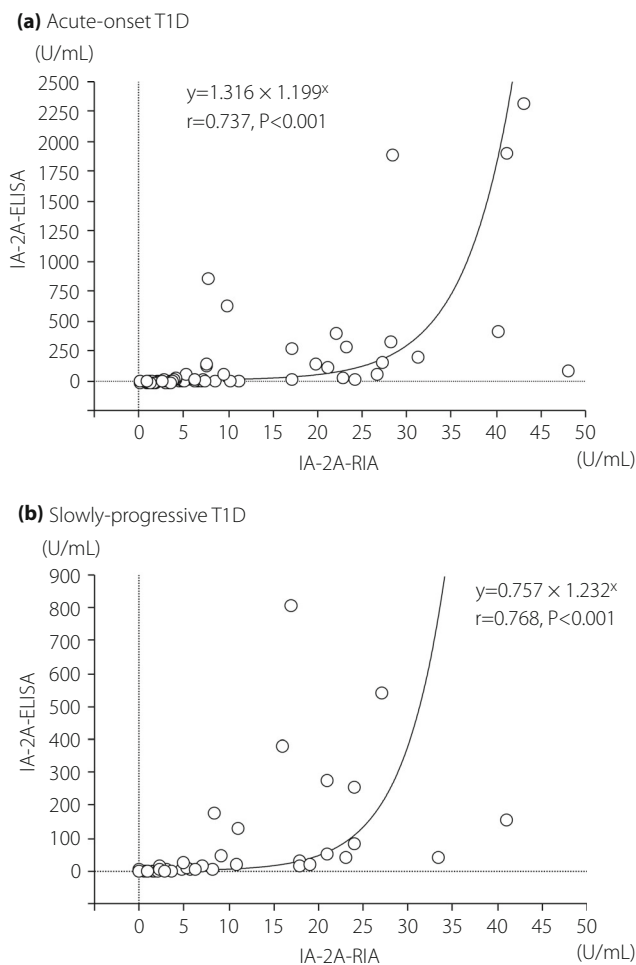 (a) Acute-onset T1D
(U/mL)
2500
2250
2000
1750
1500
1250
1000
750
500
250
0
IA-2A-ELISA
y=1.316 × 1.199ˣ
r=0.737, P<0.001
0 5 10 15 20 25 30 35 40 45 50
IA-2A-RIA (U/mL)
(b) Slowly-progressive T1D
(U/mL)
900
800
700
600
500
400
300
200
100
0
IA-2A-ELISA
y=0.757 × 1.232ˣ
r=0.768, P<0.001
0 5 10 15 20 25 30 35 40 45 50
IA-2A-RIA (U/mL)